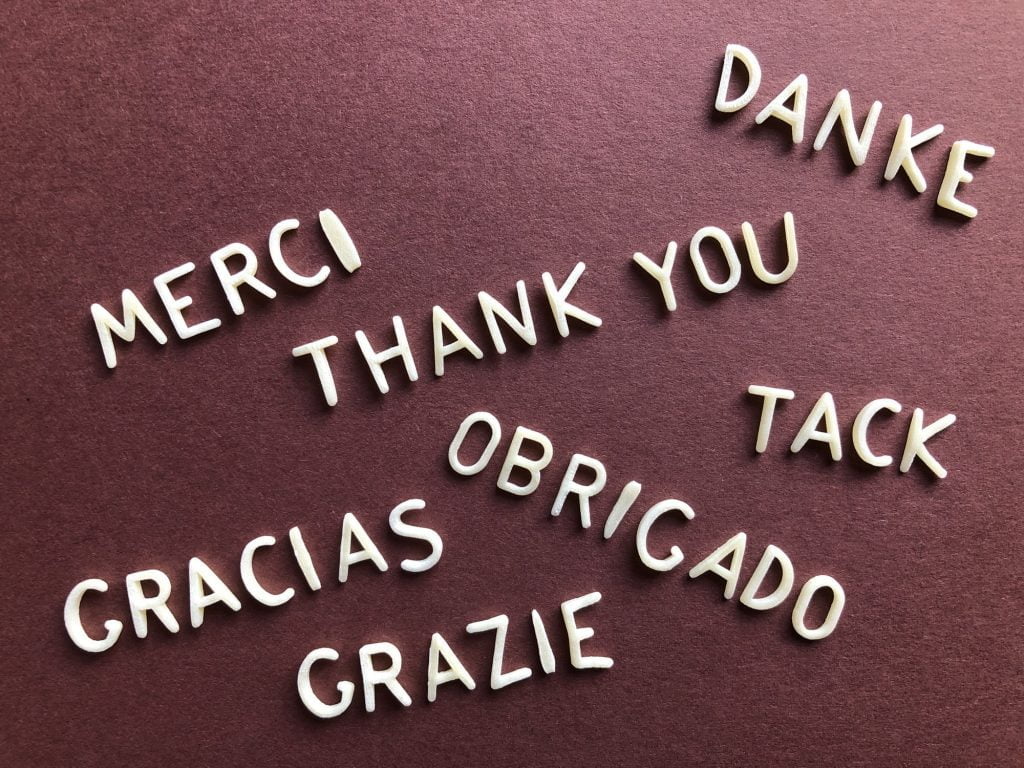 DANKE
MERCI
THANK YOU
TACK
OBRIGADO
GRACIAS
GRAZIE